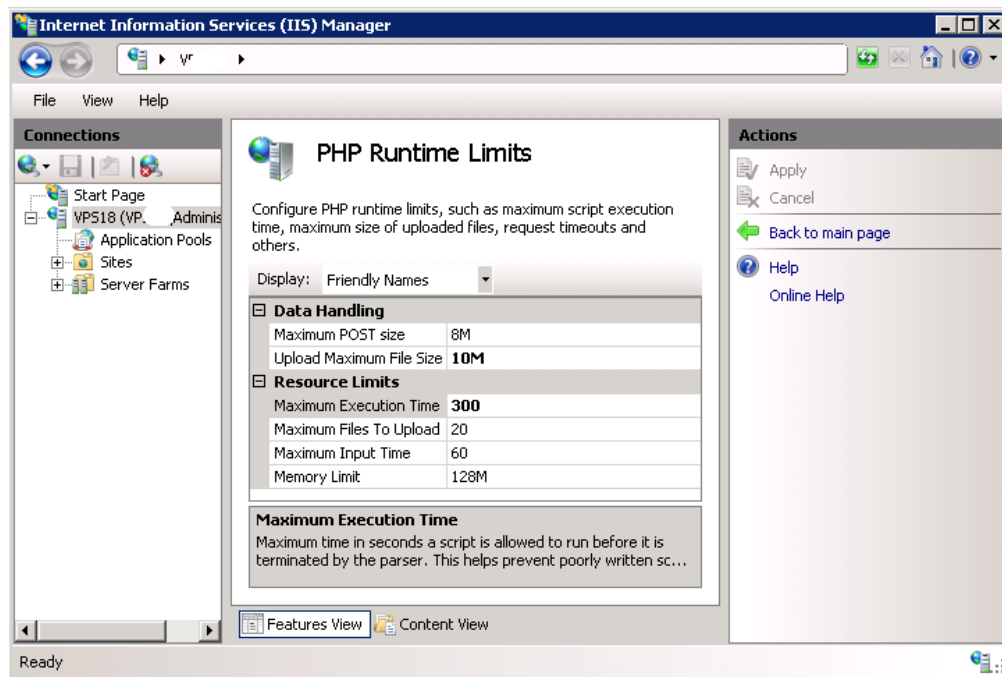 Internet Information Services (IIS) Manager
File View Help
Connections
Start Page
VPS18 (VP. Adminis
Application Pools
Sites
Server Farms
PHP Runtime Limits
Configure PHP runtime limits, such as maximum script execution
time, maximum size of uploaded files, request timeouts and
others.
Display: Friendly Names
Data Handling
Maximum POST size 8M
Upload Maximum File Size 10M
Resource Limits
Maximum Execution Time 300
Maximum Files To Upload 20
Maximum Input Time 60
Memory Limit 128M
Maximum Execution Time
Maximum time in seconds a script is allowed to run before it is
terminated by the parser. This helps prevent poorly written sc...
Features View Content View
Actions
Apply
Cancel
Back to main page
Help
Online Help
Ready